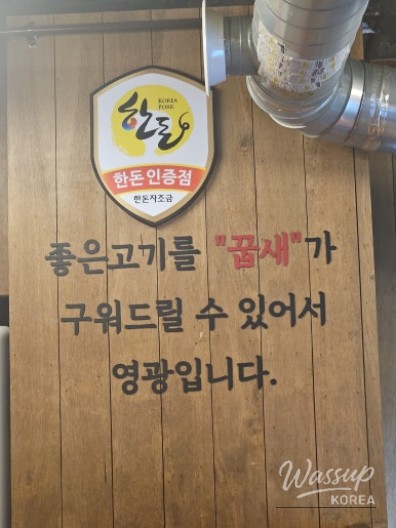 한돈
KOREA
PORK
한돈인증점
한돈자조금
좋은고기를 "꿉새"가
구워드릴 수 있어서
영광입니다.
Wassup
KOREA